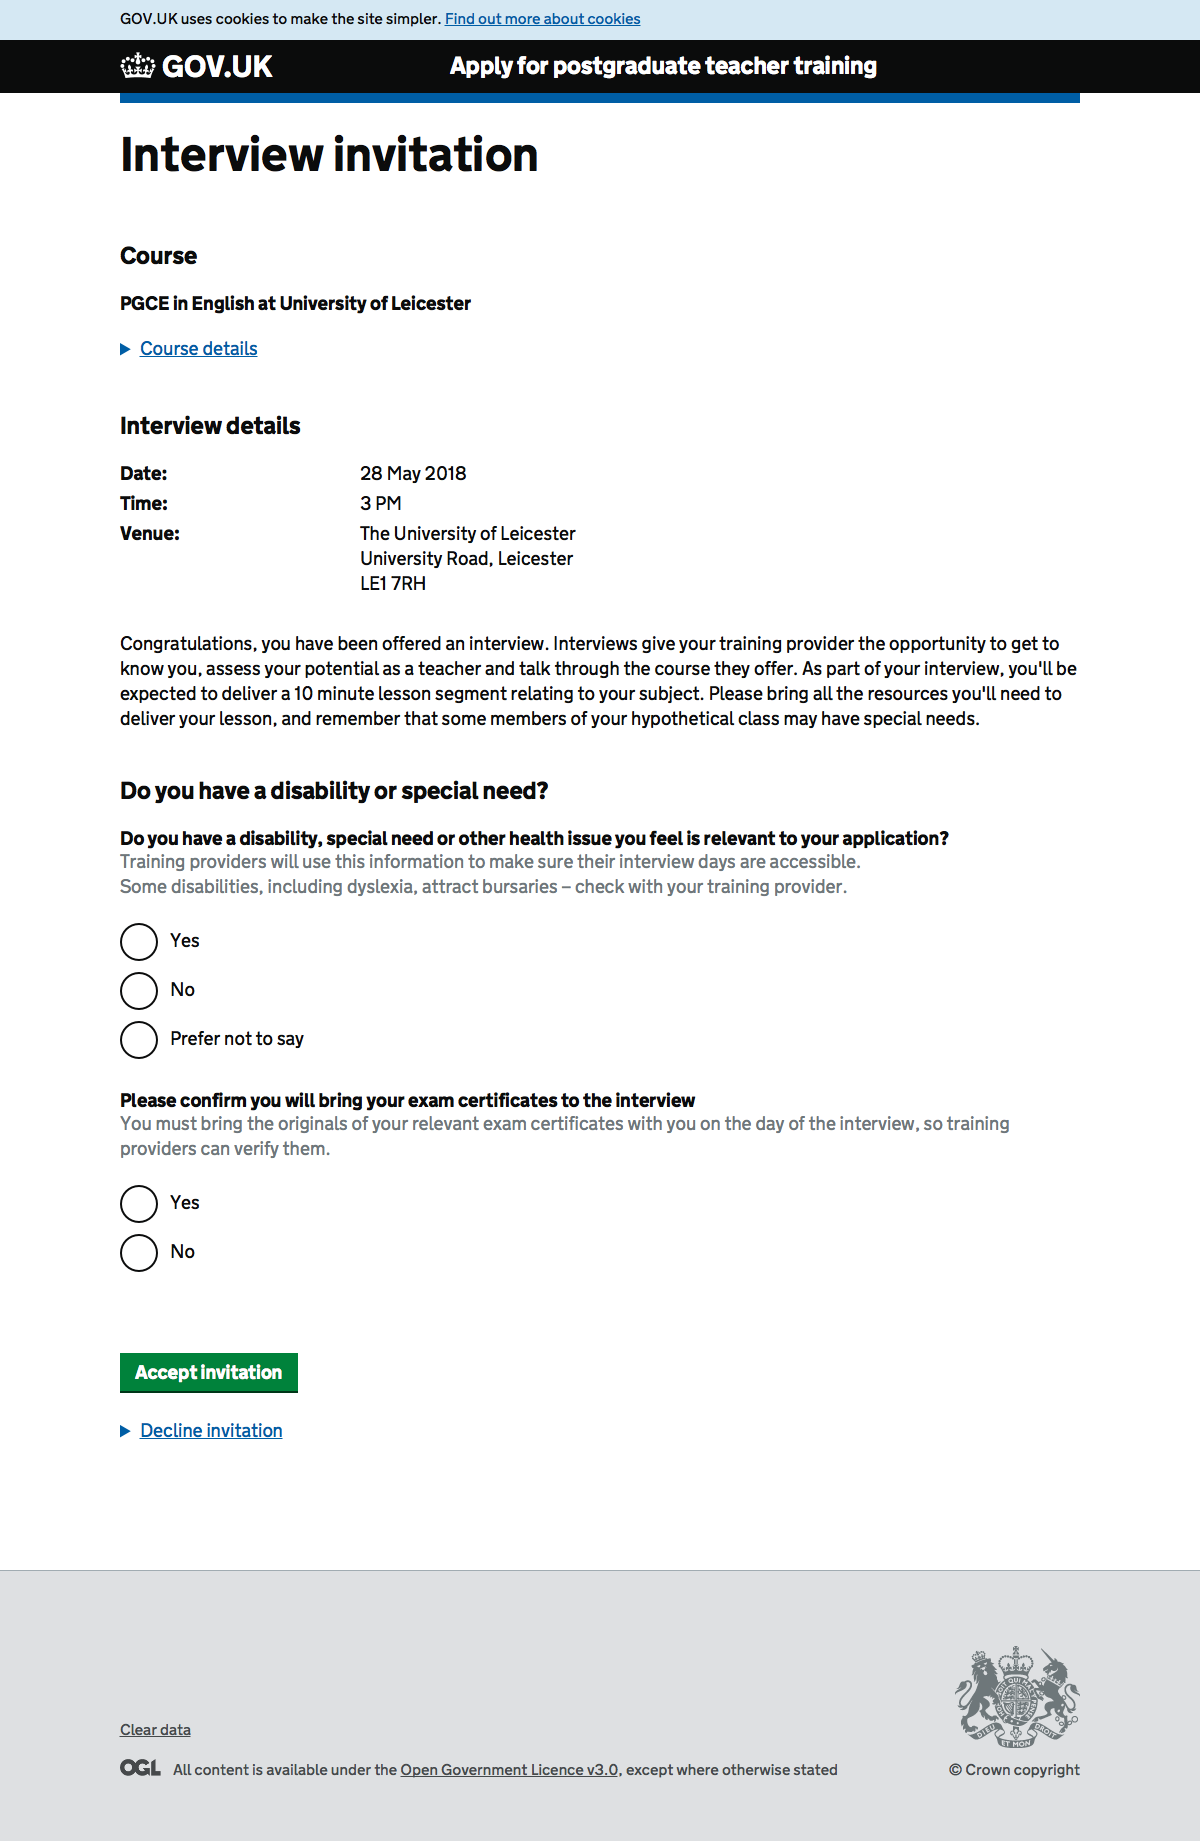 GOV.UK uses cookies to make the site simpler. Find out more about cookies
GOV.UK
Apply for postgraduate teacher training
Interview invitation
Course
PGCE in English at University of Leicester
Course details
Interview details
Date: 28 May 2018
Time: 3 PM
Venue: The University of Leicester
University Road, Leicester
LE1 7RH
Congratulations, you have been offered an interview. Interviews give your training provider the opportunity to get to
know you, assess your potential as a teacher and talk through the course they offer. As part of your interview, you'll be
expected to deliver a 10 minute lesson segment relating to your subject. Please bring all the resources you'll need to
deliver your lesson, and remember that some members of your hypothetical class may have special needs.
Do you have a disability or special need?
Do you have a disability, special need or other health issue you feel is relevant to your application?
Training providers will use this information to make sure their interview days are accessible.
Some disabilities, including dyslexia, attract bursaries – check with your training provider.
Yes
No
Prefer not to say
Please confirm you will bring your exam certificates to the interview
You must bring the originals of your relevant exam certificates with you on the day of the interview, so training
providers can verify them.
Yes
No
Accept invitation
Decline invitation
Clear data
DIEU ET MON DROIT
OGL All content is available under the Open Government Licence v3.0, except where otherwise stated
© Crown copyright